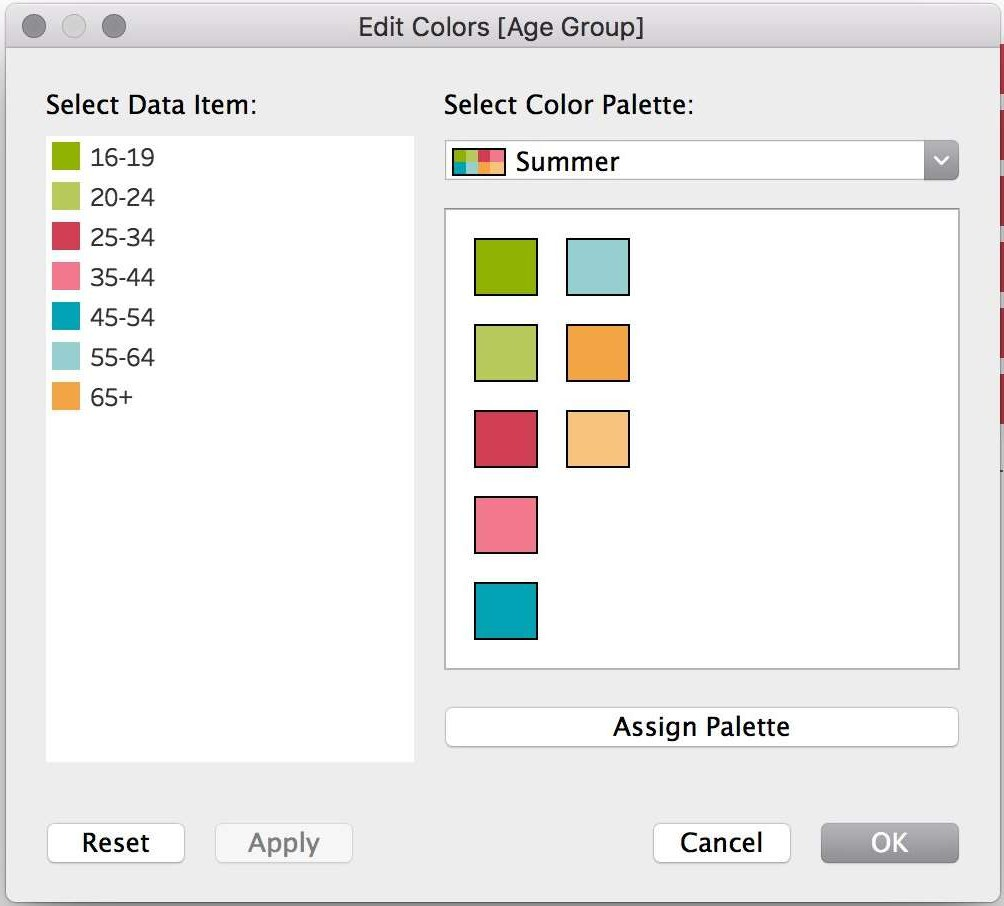 Edit Colors [Age Group]
Select Data Item:
16-19
20-24
25-34
35-44
45-54
55-64
65+
Select Color Palette:
Summer
Assign Palette
Reset
Apply
Cancel
OK